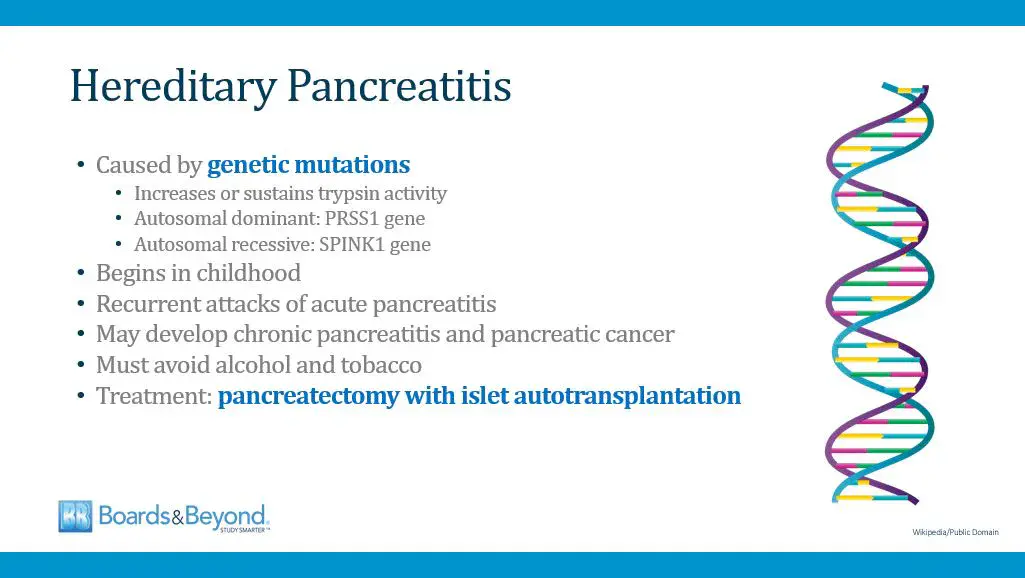 Hereditary Pancreatitis
• Caused by genetic mutations
• Increases or sustains trypsin activity
• Autosomal dominant: PRSS1 gene
• Autosomal recessive: SPINK1 gene
• Begins in childhood
• Recurrent attacks of acute pancreatitis
• May develop chronic pancreatitis and pancreatic cancer
• Must avoid alcohol and tobacco
• Treatment: pancreatectomy with islet autotransplantation
BB Boards&Beyond®
STUDY SMARTER™
Wikipedia/Public Domain